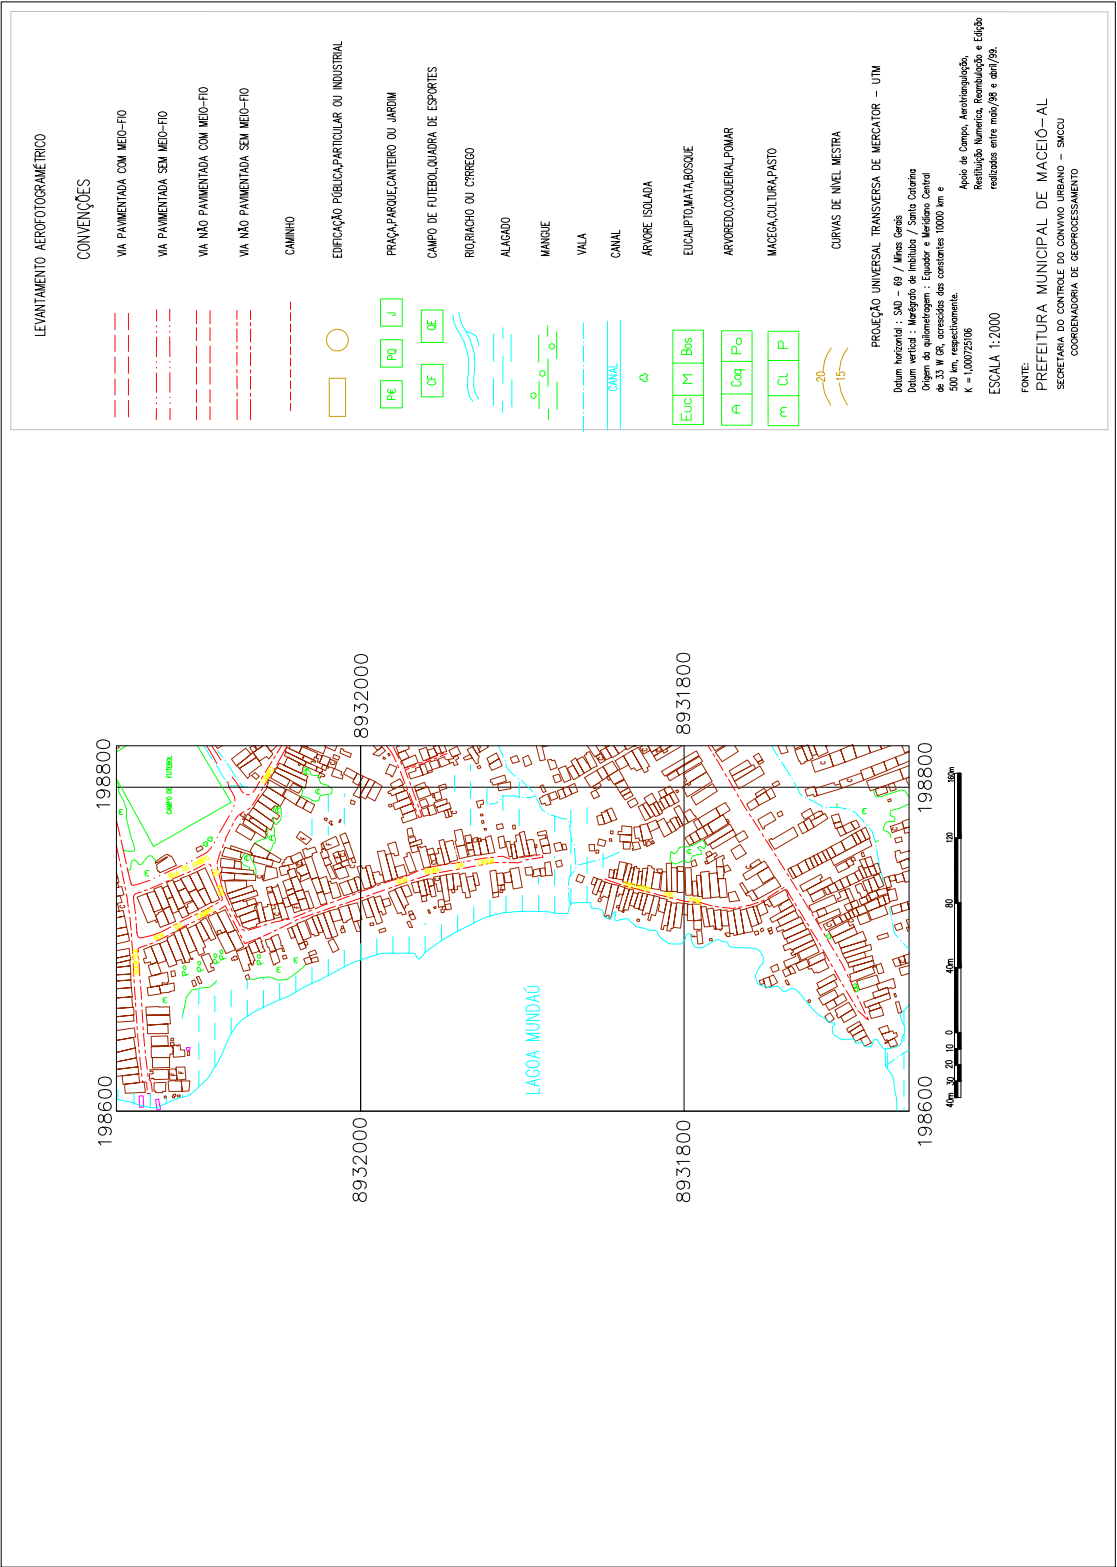 LEVANTAMENTO AEROFOTOGRAMÉTRICO
CONVENÇÕES
VIA PAVIMENTADA COM MEIO-FIO
VIA PAVIMENTADA SEM MEIO-FIO
VIA NÃO PAVIMENTADA COM MEIO-FIO
VIA NÃO PAVIMENTADA SEM MEIO-FIO
CAMINHO
EDIFICAÇÃO PÚBLICA,PARTICULAR OU INDUSTRIAL
J
PRAÇA,PARQUE,CANTEIRO OU JARDIM
CF QE
CAMPO DE FUTEBOL,QUADRA DE ESPORTES
RIO,RIACHO OU C?RREGO
ALAGADO
MANGUE
VALA
CANAL
CANAL
ÁRVORE ISOLADA
Euc M Bos
EUCALIPTO,MATA,BOSQUE
A Coq Po
ARVOREDO,COQUEIRAL,POMAR
m CL P
MACEGA,CULTURA,PASTO
20
15
CURVAS DE NÍVEL MESTRA
PROJEÇÃO UNIVERSAL TRANSVERSA DE MERCATOR - UTM
Datum horizontal : SAD - 69 / Minas Gerais
Datum vertical : Marégrafo de Imbituba / Santa Catarina
Origem da quilometragem : Equador e Meridiano Central
de 33 W GR, acrescidas das constantes 10000 km e
500 km, respectivamente.
K = 1,000725106
Apoio de Campo, Aerotriangulação,
Restituição Numerica, Reambulação e Edição
realizados entre maio/98 e abril/99.
ESCALA 1:2000
FONTE:
PREFEITURA MUNICIPAL DE MACEIÓ-AL
SECRETARIA DO CONTROLE DO CONVIVIO URBANO - SMCCU
COORDENADORIA DE GEOPROCESSAMENTO
198800
8932000
8931800
198800
CAMPO DE FUTEBOL
LAGOA MUNDAÚ
198600
8932000
8931800
198600
40m 30 20 10 0 40m 80 120 160m